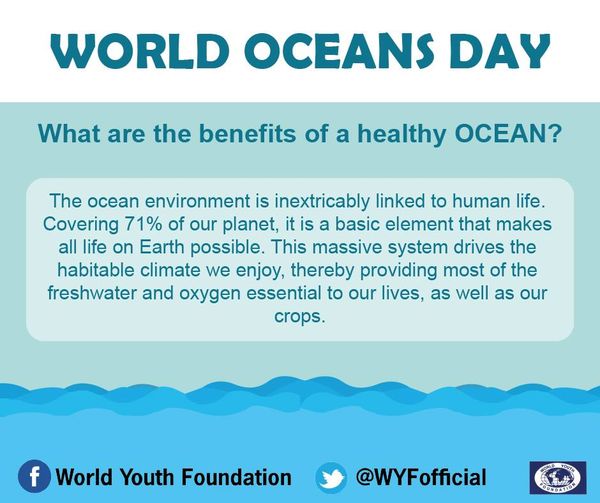 WORLD OCEANS DAY
What are the benefits of a healthy OCEAN?
The ocean environment is inextricably linked to human life.
Covering 71% of our planet, it is a basic element that makes
all life on Earth possible. This massive system drives the
habitable climate we enjoy, thereby providing most of the
freshwater and oxygen essential to our lives, as well as our
crops.
f World Youth Foundation @WYFofficial
WORLD YOUTH
FOUNDATION